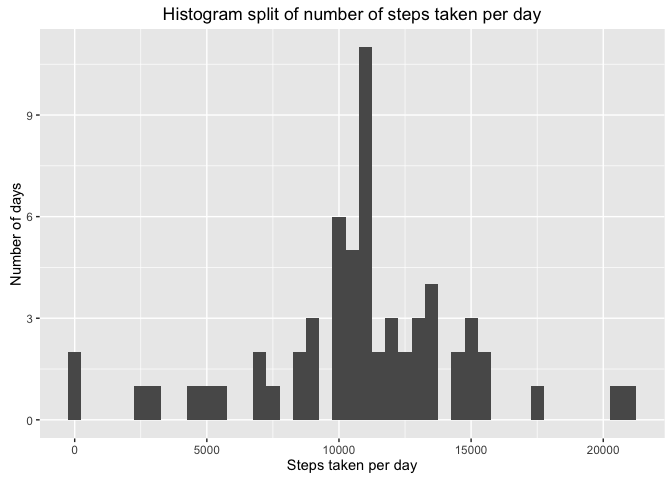 Histogram split of number of steps taken per day
Number of days
9
6
3
0
0 5000 10000 15000 20000
Steps taken per day